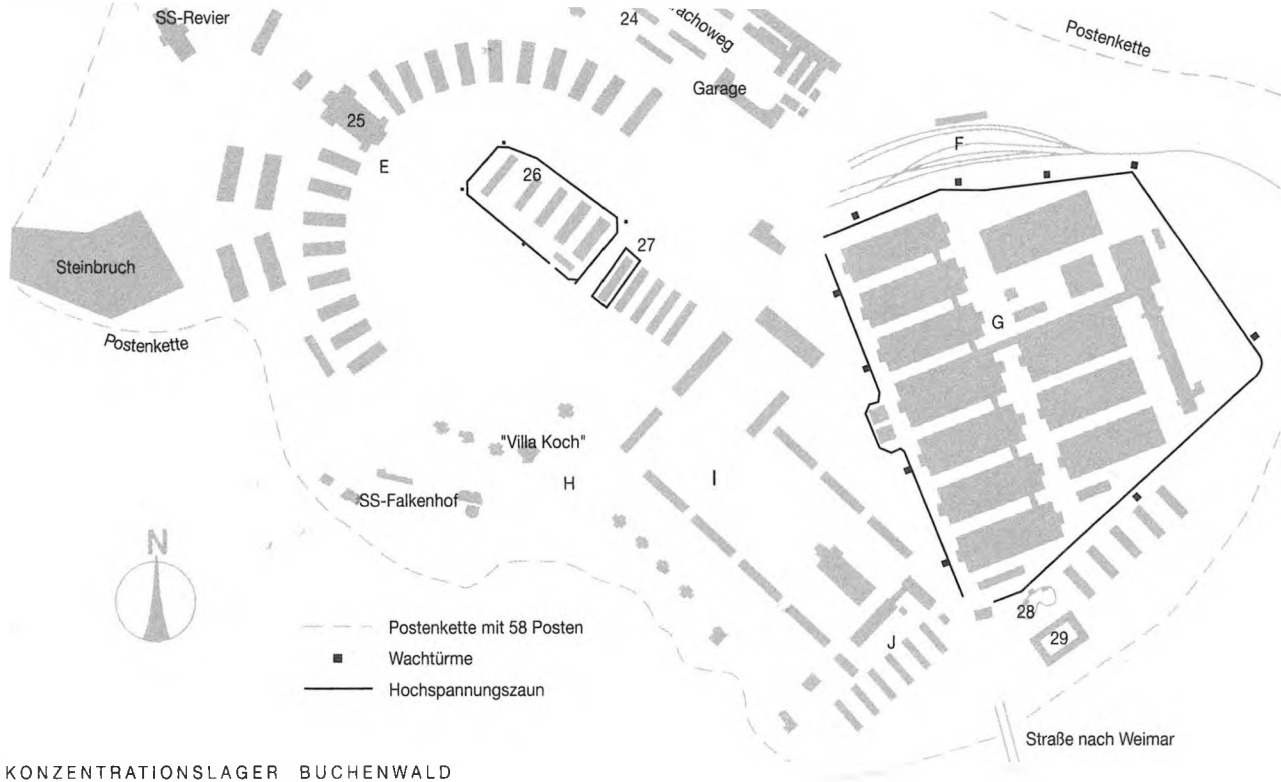 SS-Revier
24
Postenkette
Garage
25
F
E
26
27
Steinbruch
G
Postenkette
"Villa Koch"
I
H
SS-Falkenhof
N
28
Postenkette mit 58 Posten
29
Wachtürme
J
Hochspannungszaun
Straße nach Weimar
KONZENTRATIONSLAGER BUCHENWALD